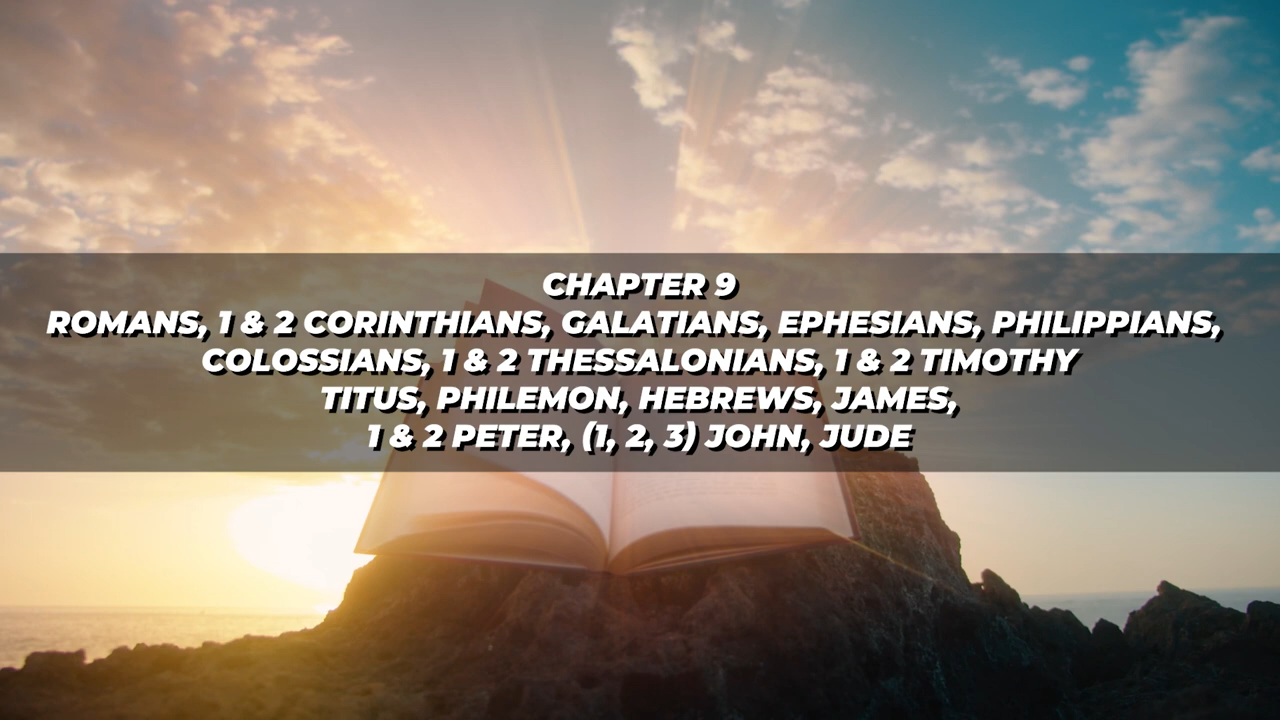 CHAPTER 9
ROMANS, 1 & 2 CORINTHIANS, GALATIANS, EPHESIANS, PHILIPPIANS,
COLOSSIANS, 1 & 2 THESSALONIANS, 1 & 2 TIMOTHY
TITUS, PHILEMON, HEBREWS, JAMES,
1 & 2 PETER, (1, 2, 3) JOHN, JUDE